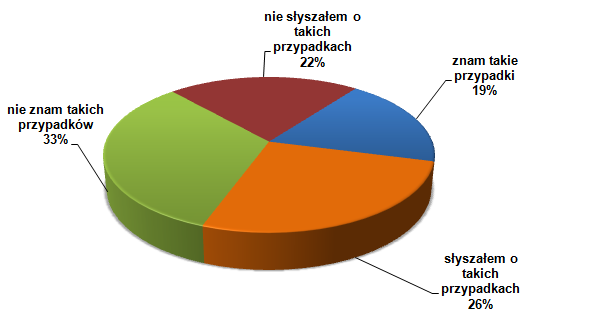 nie słyszałem o
takich
przypadkach
22%
znam takie
przypadki
19%
nie znam takich
przypadków
33%
słyszałem o
takich
przypadkach
26%